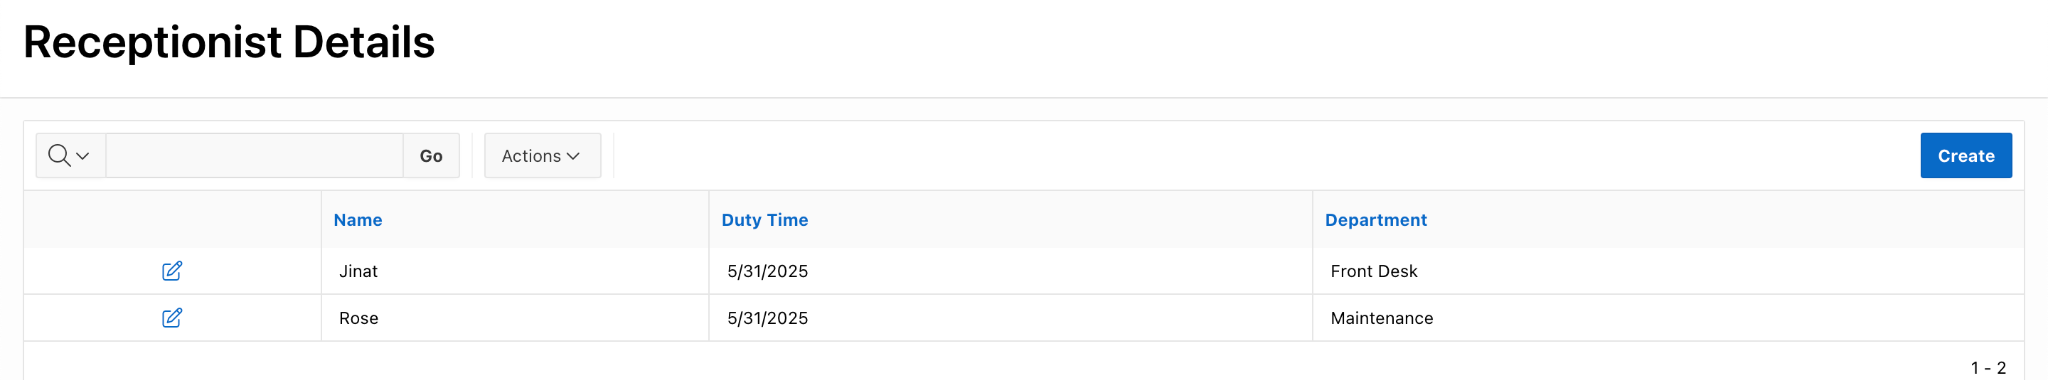 Receptionist Details
Go Actions Create
Name Duty Time Department
Jinat 5/31/2025 Front Desk
Rose 5/31/2025 Maintenance
1 - 2